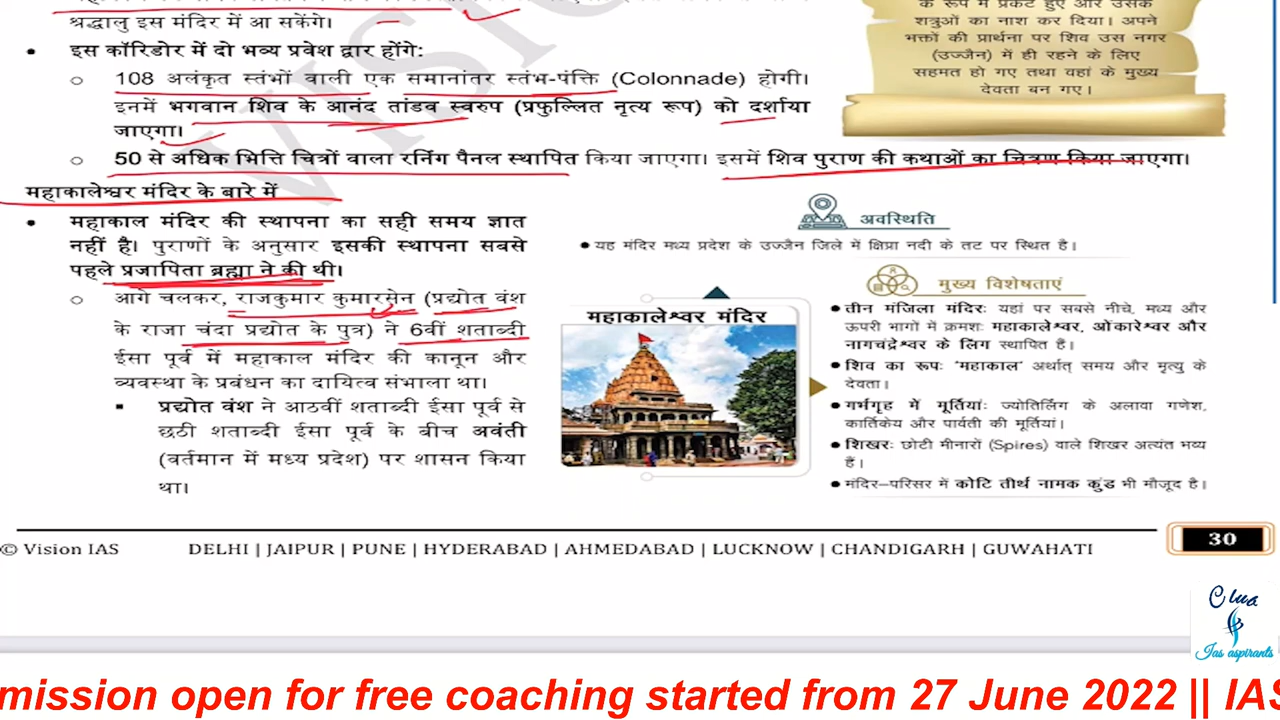 श्रद्धालु इस मंदिर में आ सकेंगे।
• इस कॉरिडोर में दो भव्य प्रवेश द्वार होंगे:
o 108 अलंकृत स्तंभों वाली एक समानांतर स्तंभ-पंक्ति (Colonnade) होगी।
इनमें भगवान शिव के आनंद तांडव स्वरुप (प्रफुल्लित नृत्य रूप) को दर्शाया
जाएगा।
o 50 से अधिक भित्ति चित्रों वाला रनिंग पैनल स्थापित किया जाएगा। इसमें शिव पुराण की कथाओं का चित्रण किया जाएगा।
के रूप में प्रकट हुए और उसके
शत्रुओं का नाश कर दिया। अपने
भक्तों की प्रार्थना पर शिव उस नगर
(उज्जैन) में ही रहने के लिए
सहमत हो गए तथा वहां के मुख्य
देवता बन गए।
महाकालेश्वर मंदिर के बारे में
• महाकाल मंदिर की स्थापना का सही समय ज्ञात
नहीं है। पुराणों के अनुसार इसकी स्थापना सबसे
पहले प्रजापिता ब्रह्मा ने की थी।
o आगे चलकर, राजकुमार कुमारसेन (प्रद्योत वंश
के राजा चंदा प्रद्योत के पुत्र) ने 6वीं शताब्दी
ईसा पूर्व में महाकाल मंदिर की कानून और
व्यवस्था के प्रबंधन का दायित्व संभाला था।
▪ प्रद्योत वंश ने आठवीं शताब्दी ईसा पूर्व से
छठी शताब्दी ईसा पूर्व के बीच अवंती
(वर्तमान में मध्य प्रदेश) पर शासन किया
था।
अवस्थिति
• यह मंदिर मध्य प्रदेश के उज्जैन जिले में क्षिप्रा नदी के तट पर स्थित है।
मुख्य विशेषताएं
महाकालेश्वर मंदिर
• तीन मंजिला मंदिर: यहां पर सबसे नीचे, मध्य और
ऊपरी भागों में क्रमशः महाकालेश्वर, ओंकारेश्वर और
नागचंद्रेश्वर के लिंग स्थापित हैं।
• शिव का रूप: 'महाकाल' अर्थात् समय और मृत्यु के
देवता।
• गर्भगृह में मूर्तियां: ज्योतिर्लिंग के अलावा गणेश,
कार्तिकेय और पार्वती की मूर्तियां।
• शिखर: छोटी मीनारों (Spires) वाले शिखर अत्यंत भव्य
हैं।
• मंदिर-परिसर में कोटि तीर्थ नामक कुंड भी मौजूद है।
© Vision IAS DELHI | JAIPUR | PUNE | HYDERABAD | AHMEDABAD | LUCKNOW | CHANDIGARH | GUWAHATI 30
Ias aspirants
mission open for free coaching started from 27 June 2022 || IAS